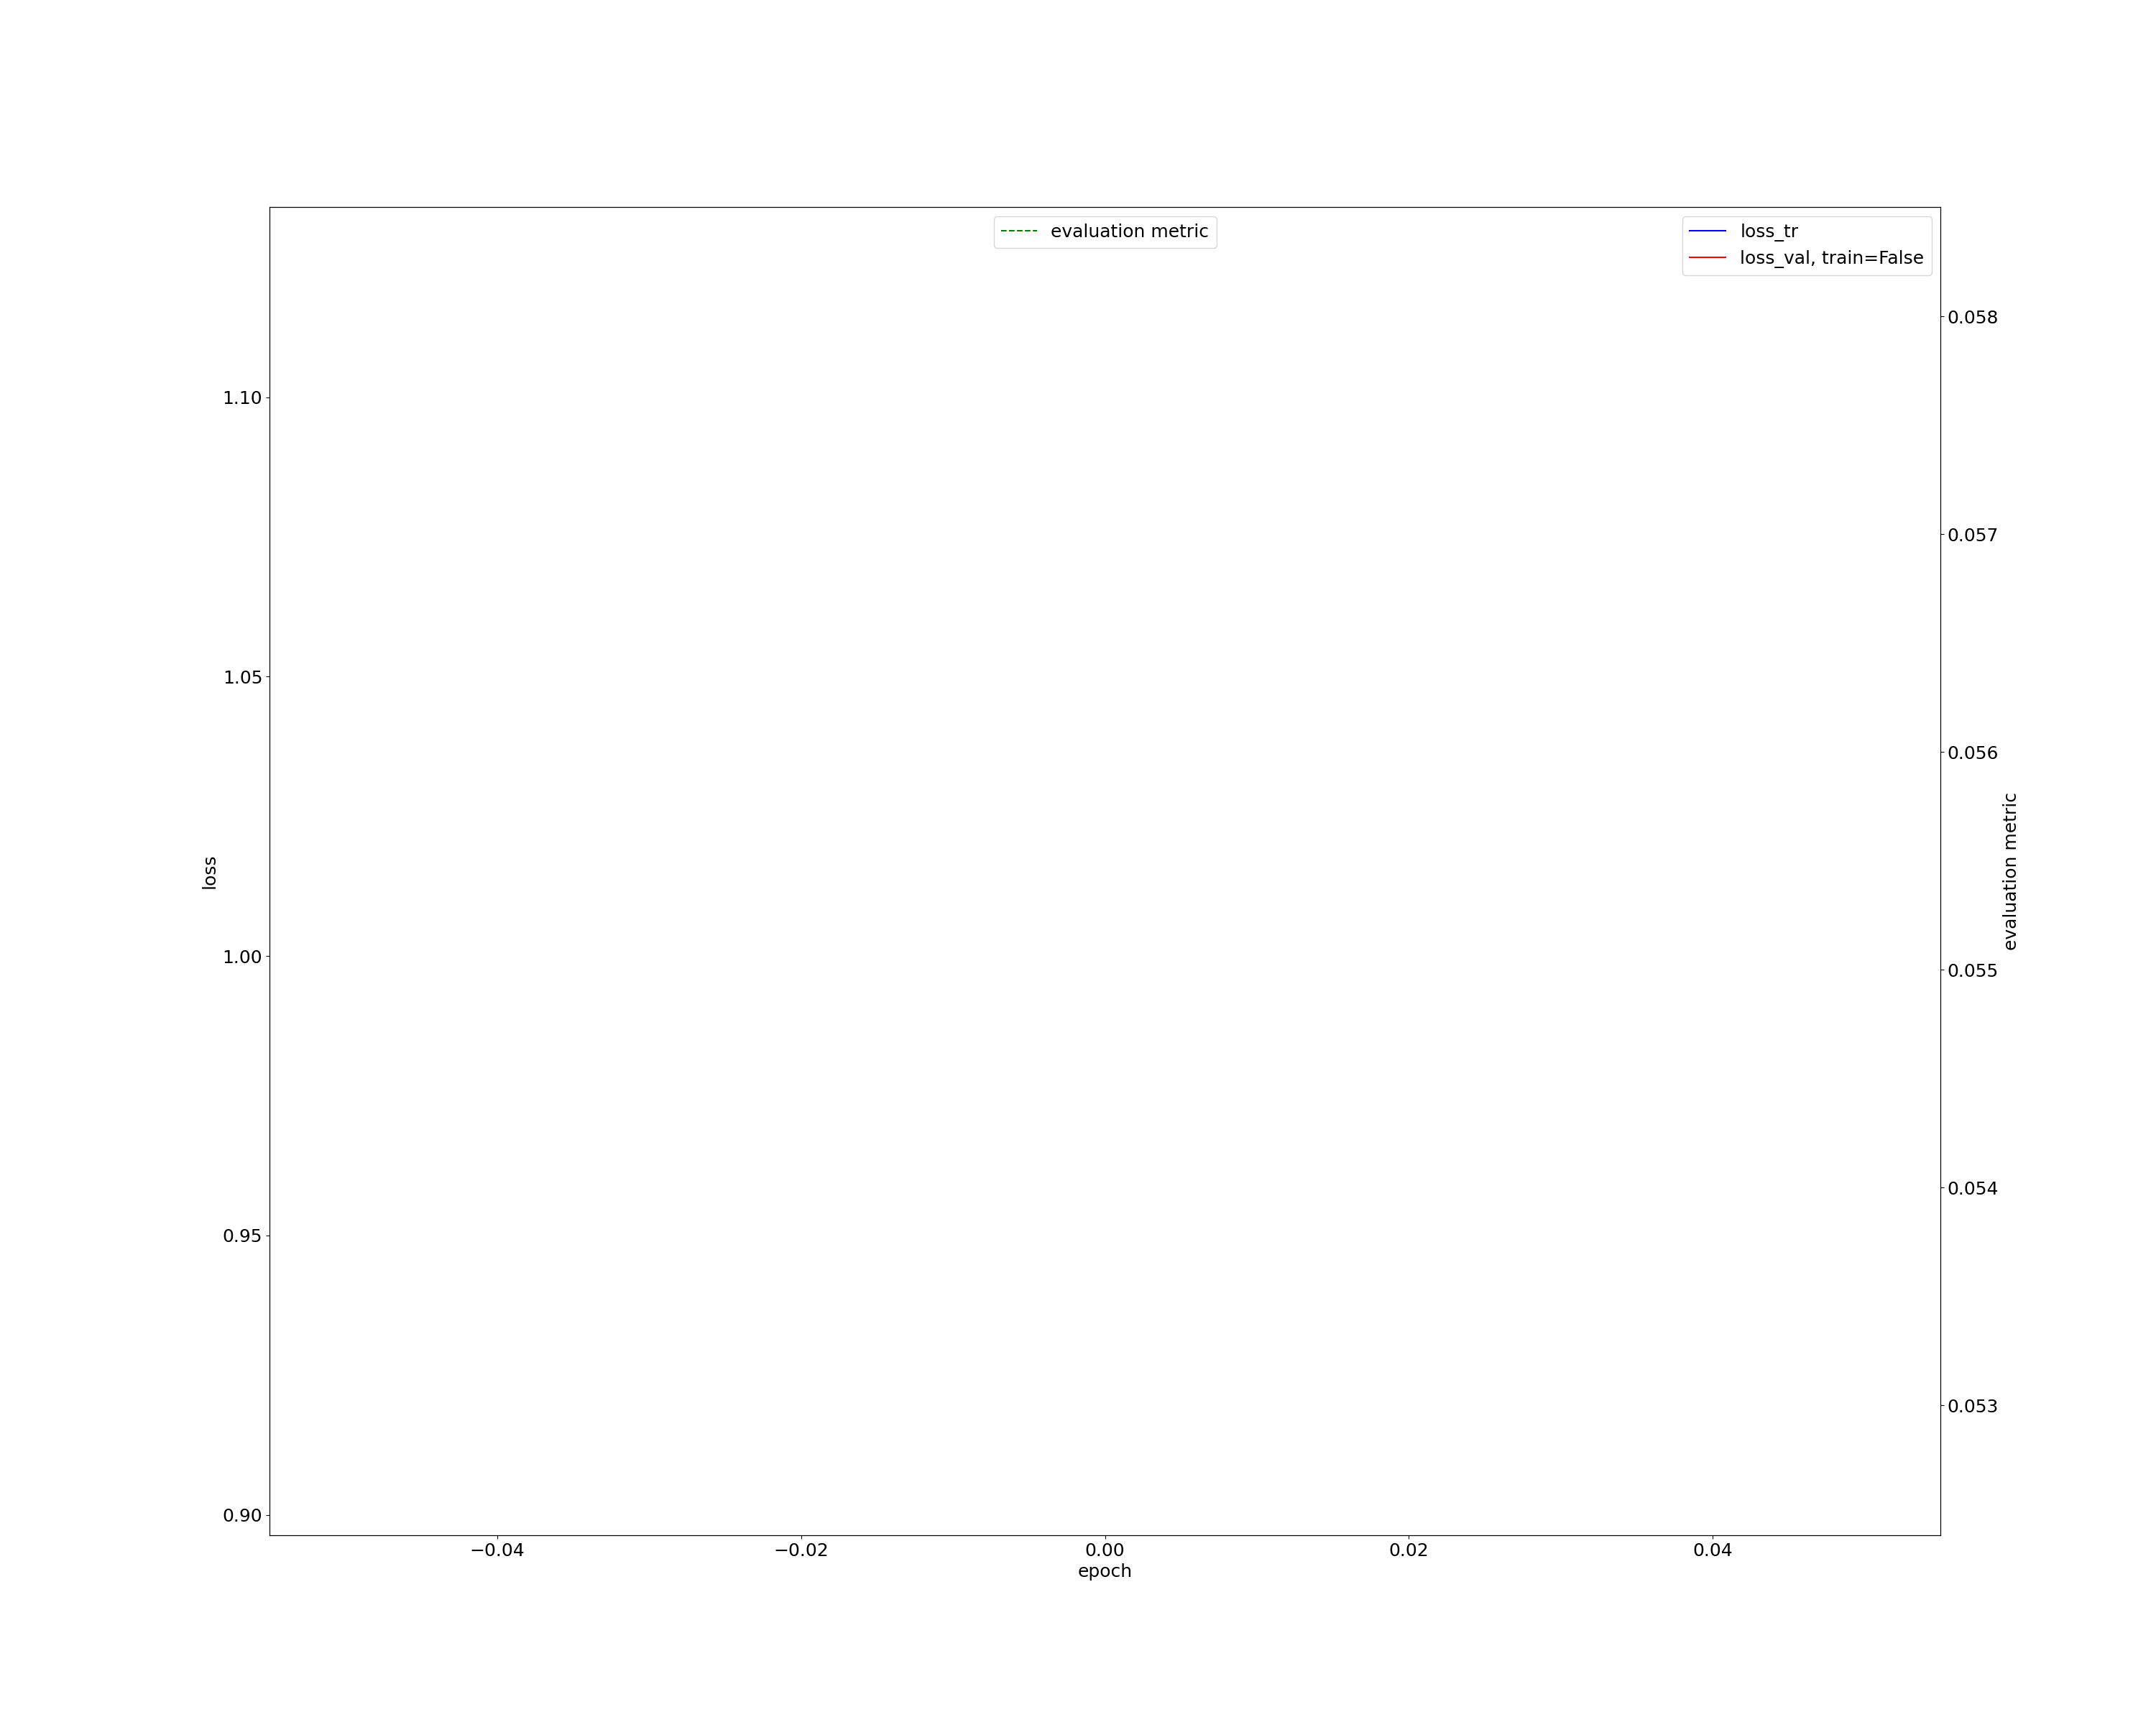 evaluation metric
loss_tr
loss_val, train=False
1.10
1.05
1.00
0.95
0.90
loss
0.058
0.057
0.056
0.055
0.054
0.053
evaluation metric
−0.04
−0.02
0.00
0.02
0.04
epoch